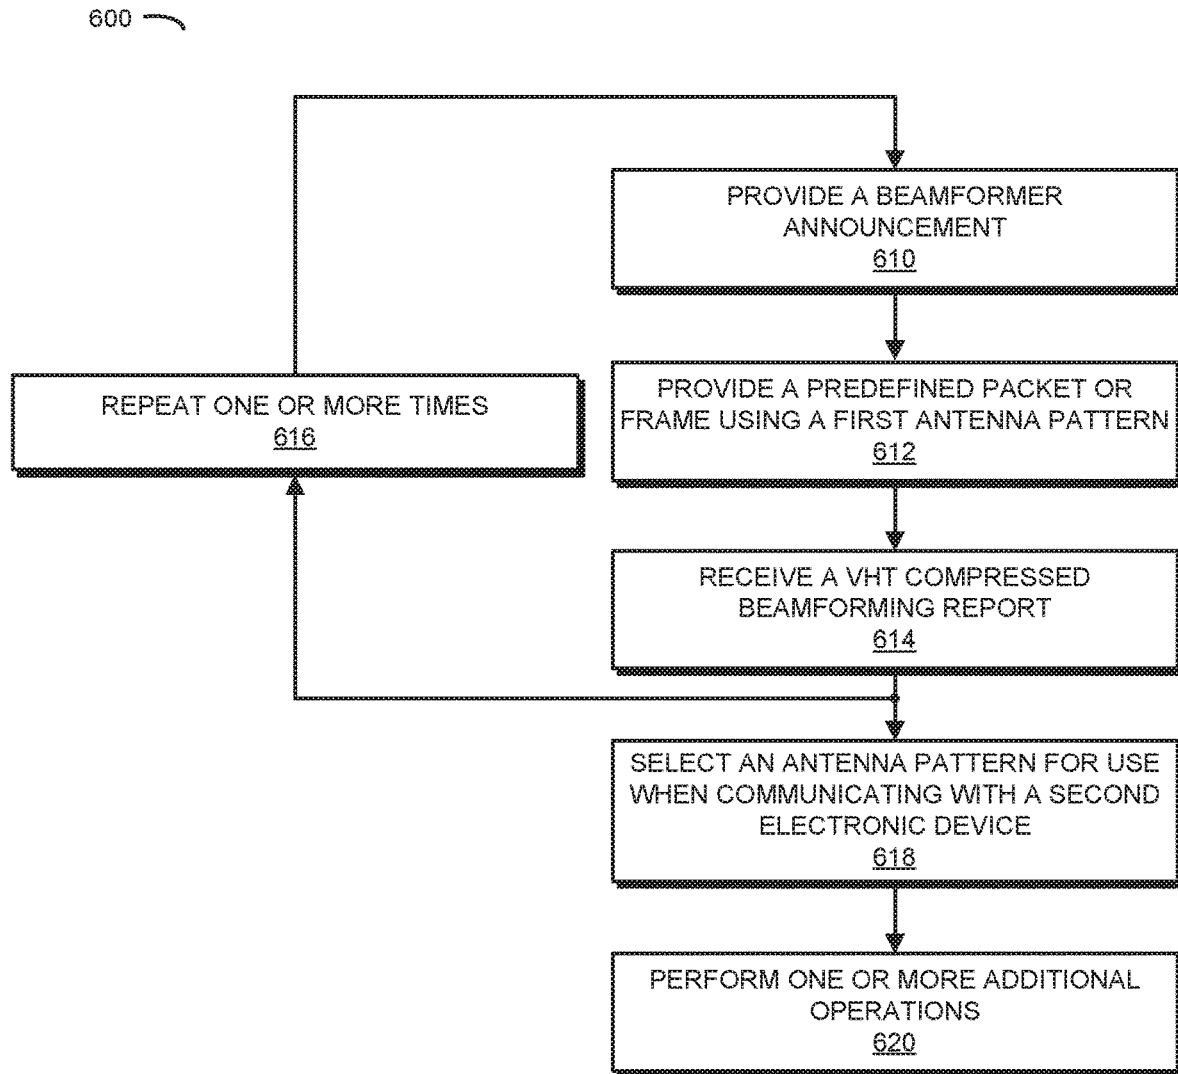 600
PROVIDE A BEAMFORMER
ANNOUNCEMENT
610
PROVIDE A PREDEFINED PACKET OR
FRAME USING A FIRST ANTENNA PATTERN
612
REPEAT ONE OR MORE TIMES
616
RECEIVE A VHT COMPRESSED
BEAMFORMING REPORT
614
SELECT AN ANTENNA PATTERN FOR USE
WHEN COMMUNICATING WITH A SECOND
ELECTRONIC DEVICE
618
PERFORM ONE OR MORE ADDITIONAL
OPERATIONS
620